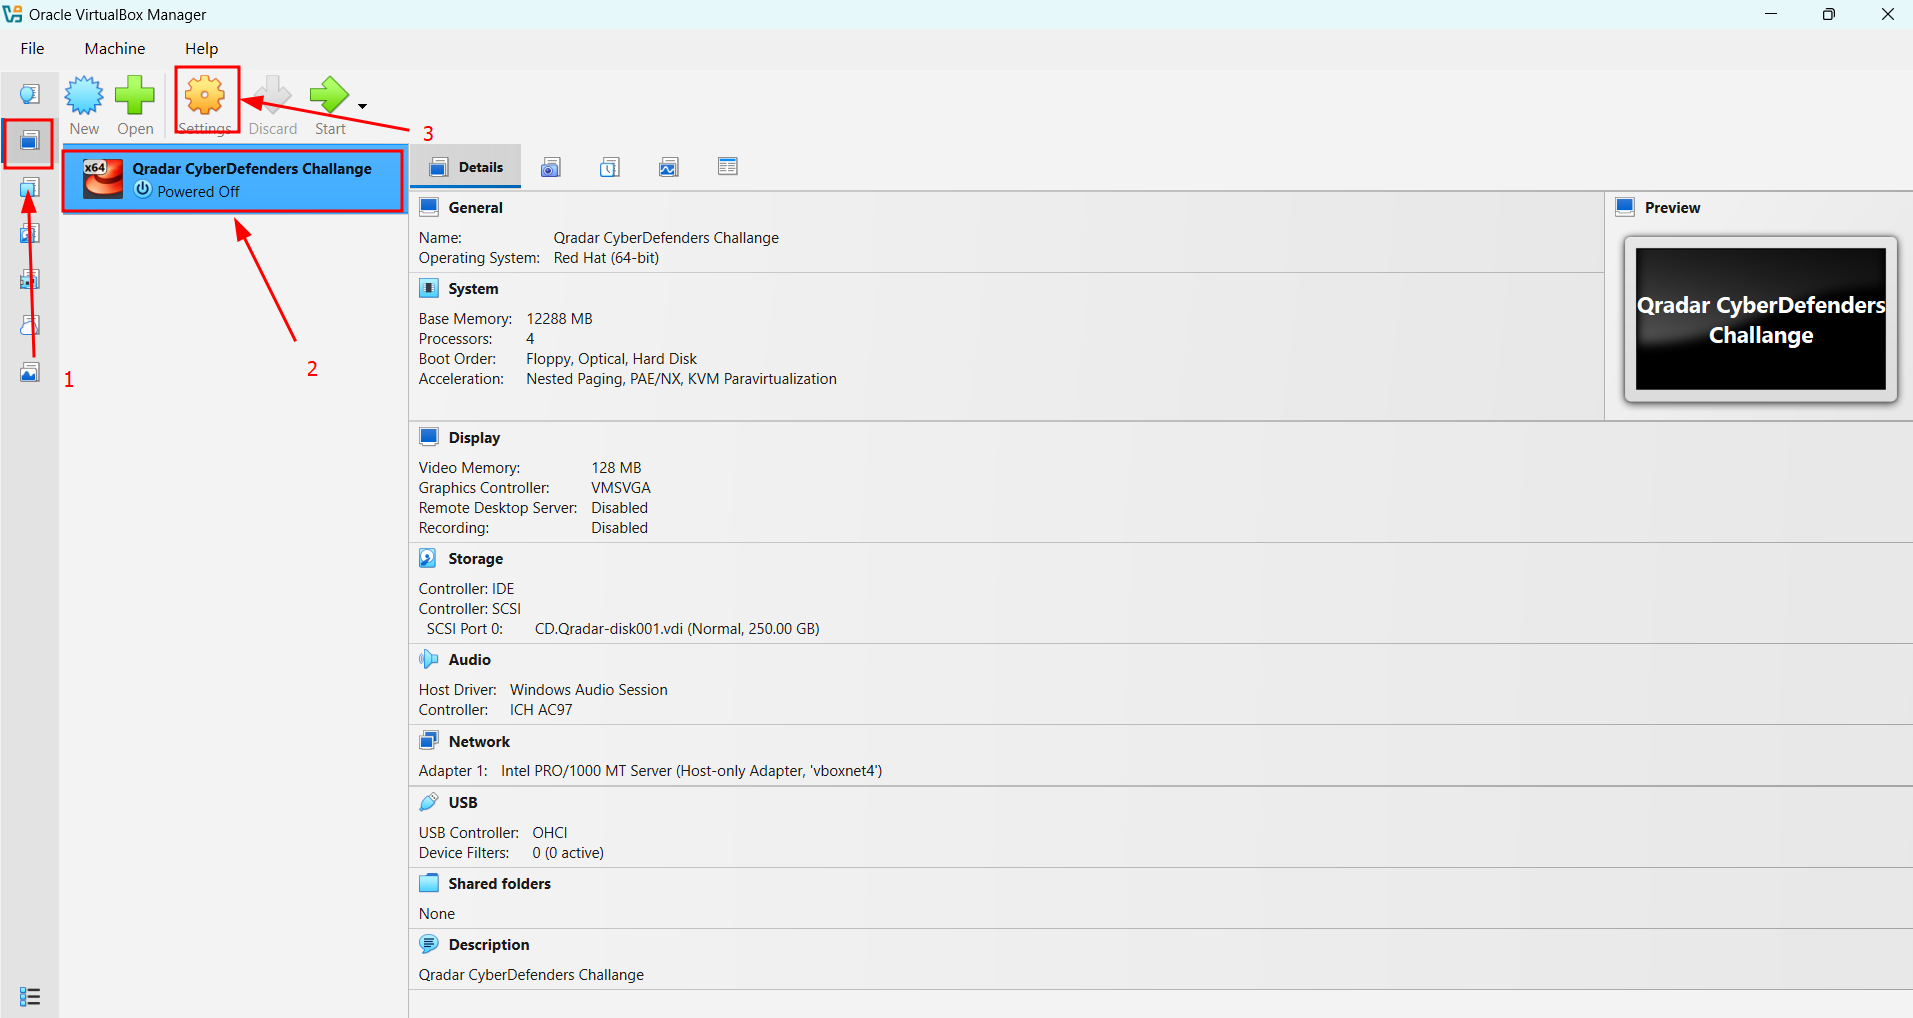 Oracle VirtualBox Manager
File Machine Help
New Open Settings Discard Start
3
x64 Qradar CyberDefenders Challange
Powered Off
1
2
Details
General
Name: Qradar CyberDefenders Challange
Operating System: Red Hat (64-bit)
Preview
Qradar CyberDefenders
Challange
System
Base Memory: 12288 MB
Processors: 4
Boot Order: Floppy, Optical, Hard Disk
Acceleration: Nested Paging, PAE/NX, KVM Paravirtualization
Display
Video Memory: 128 MB
Graphics Controller: VMSVGA
Remote Desktop Server: Disabled
Recording: Disabled
Storage
Controller: IDE
Controller: SCSI
SCSI Port 0: CD.Qradar-disk001.vdi (Normal, 250.00 GB)
Audio
Host Driver: Windows Audio Session
Controller: ICH AC97
Network
Adapter 1: Intel PRO/1000 MT Server (Host-only Adapter, 'vboxnet4')
USB
USB Controller: OHCI
Device Filters: 0 (0 active)
Shared folders
None
Description
Qradar CyberDefenders Challange